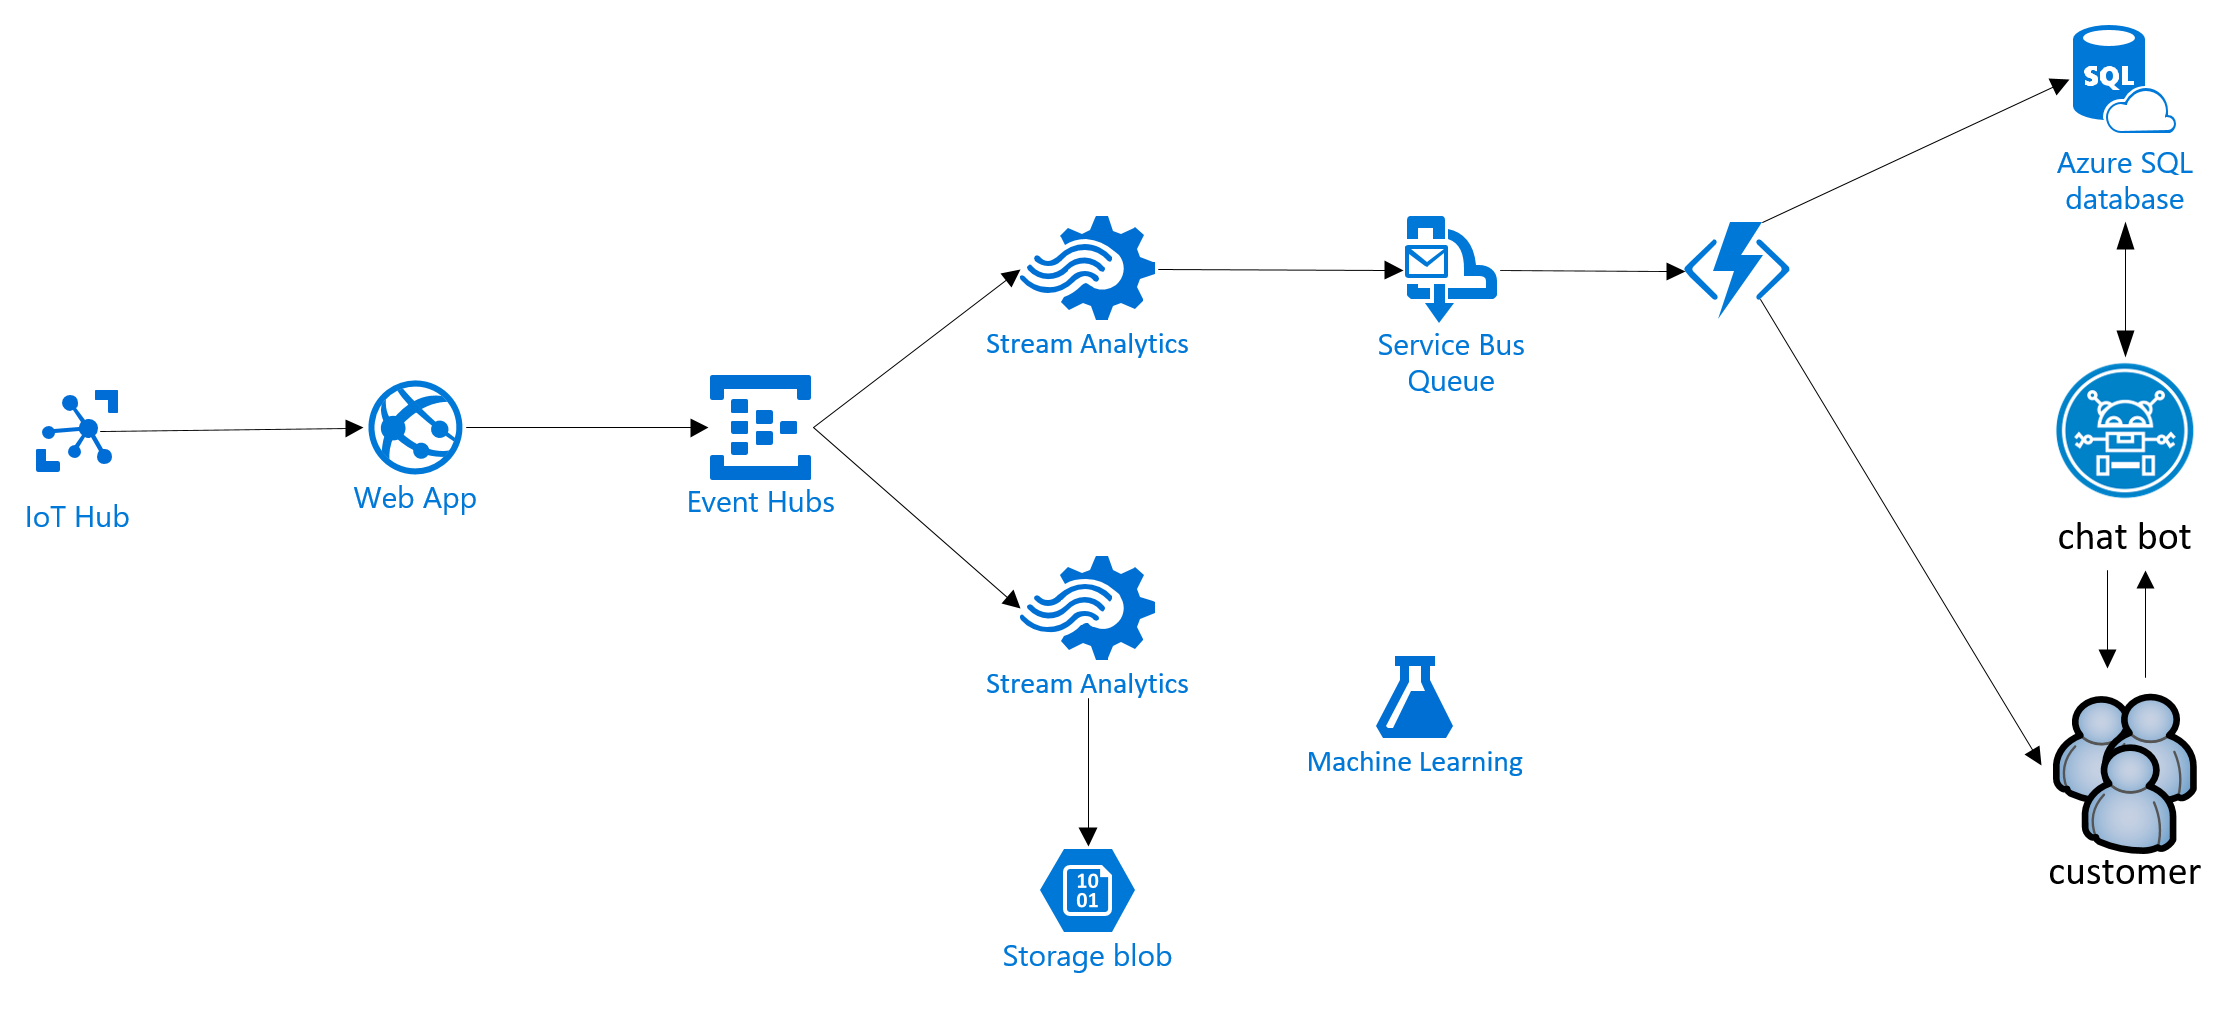 SQL
Azure SQL
database
Stream Analytics
Service Bus
Queue
IoT Hub
Web App
Event Hubs
chat bot
Stream Analytics
Machine Learning
customer
10
01
Storage blob